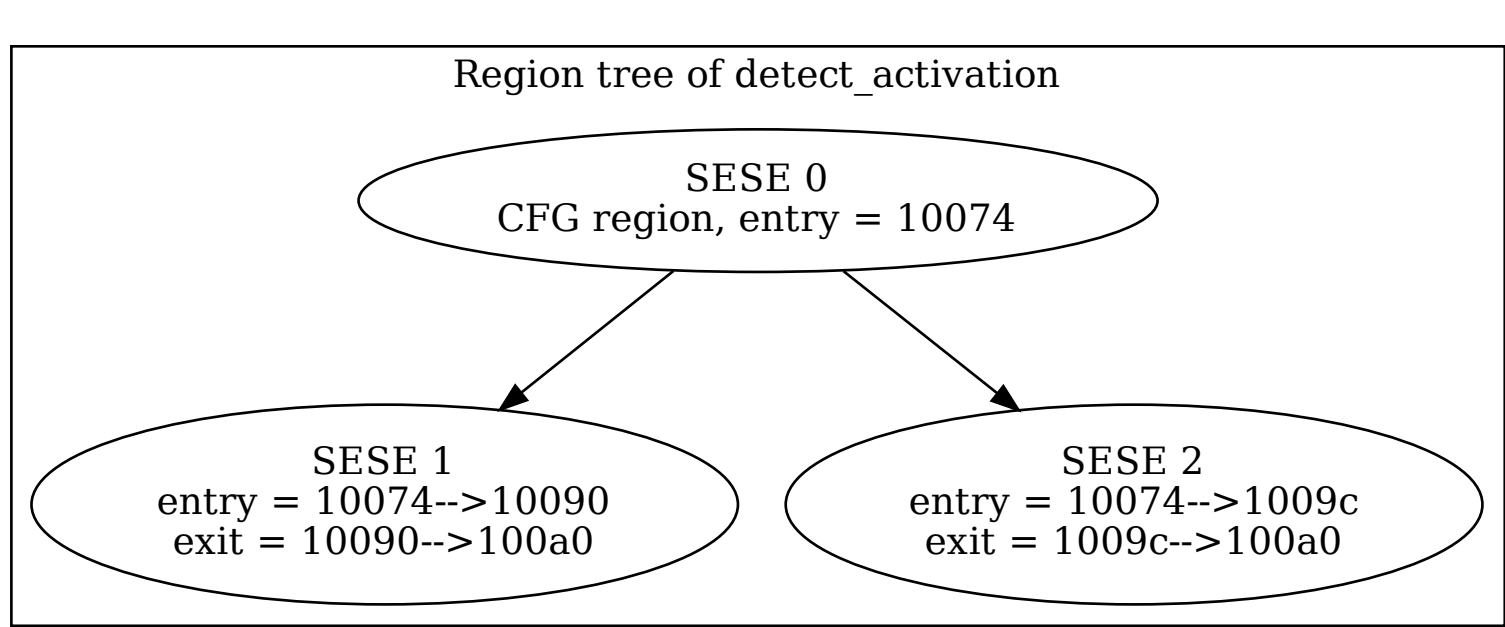 Region tree of detect_activation
SESE 0
CFG region, entry = 10074
SESE 1
entry = 10074-->10090
exit = 10090-->100a0
SESE 2
entry = 10074-->1009c
exit = 1009c-->100a0